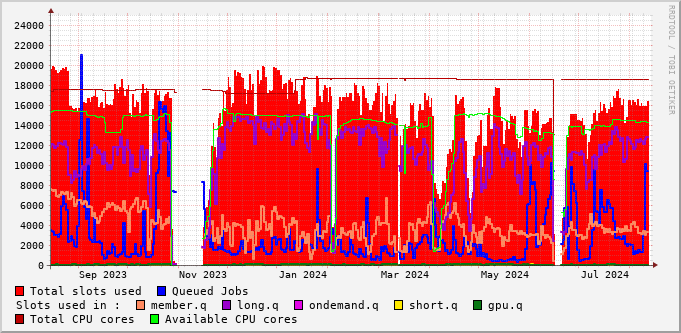 24000
22000
20000
18000
16000
14000
12000
10000
8000
6000
4000
2000
0
Sep 2023 Nov 2023 Jan 2024 Mar 2024 May 2024 Jul 2024
RRDTOOL / TOBI OETIKER
Total slots used Queued Jobs
Slots used in : member.q long.q ondemand.q short.q gpu.q
Total CPU cores Available CPU cores